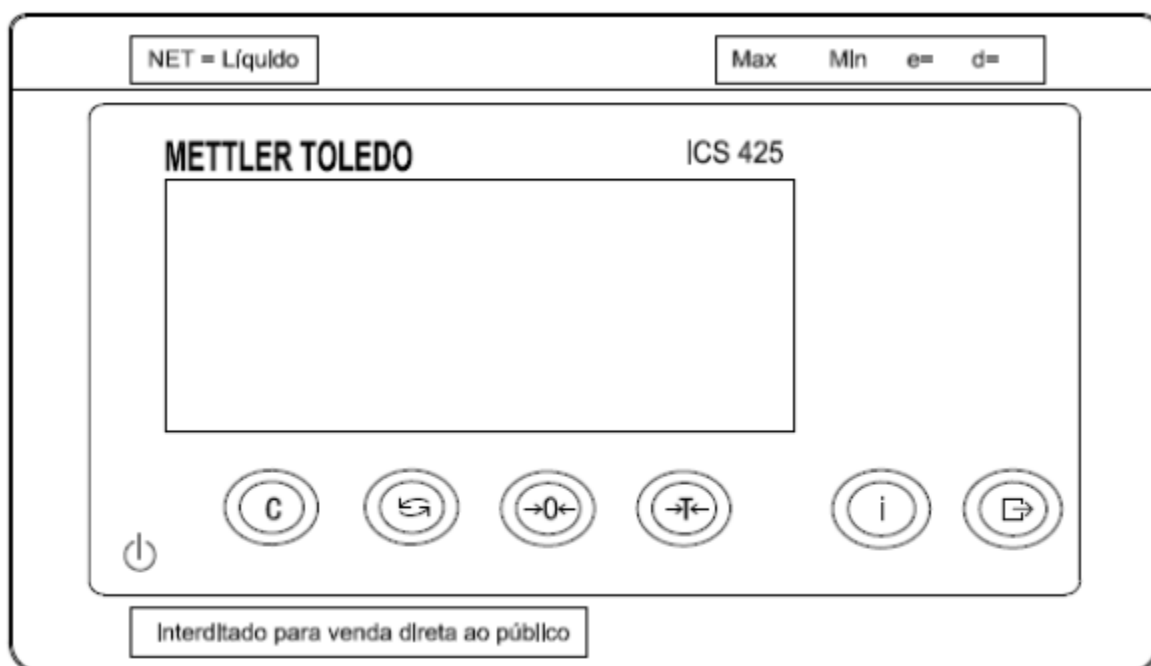 NET = Líquido
Max Min e= d=
METTLER TOLEDO
ICS 425
C
→0←
→T←
i
Interditado para venda direta ao público